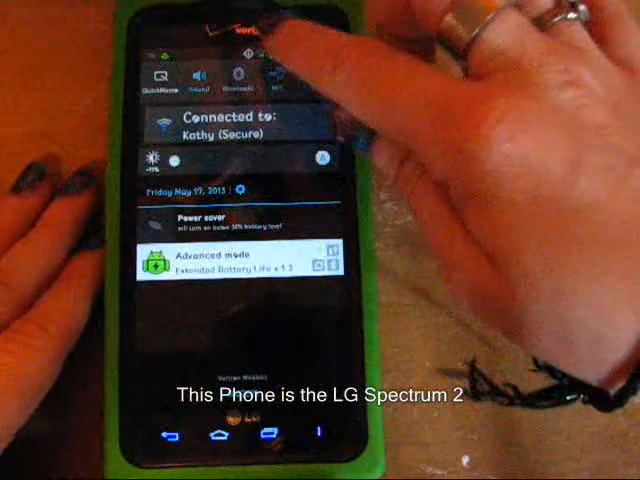 QuickMemo Sound Bluetooth
Connected to:
Kathy (Secure)
A
Friday May 17, 2013
Power saver
will turn on below 30% battery level
Advanced mode
Extended Battery Life x 1.3
Verizon Wireless
This Phone is the LG Spectrum 2
LG